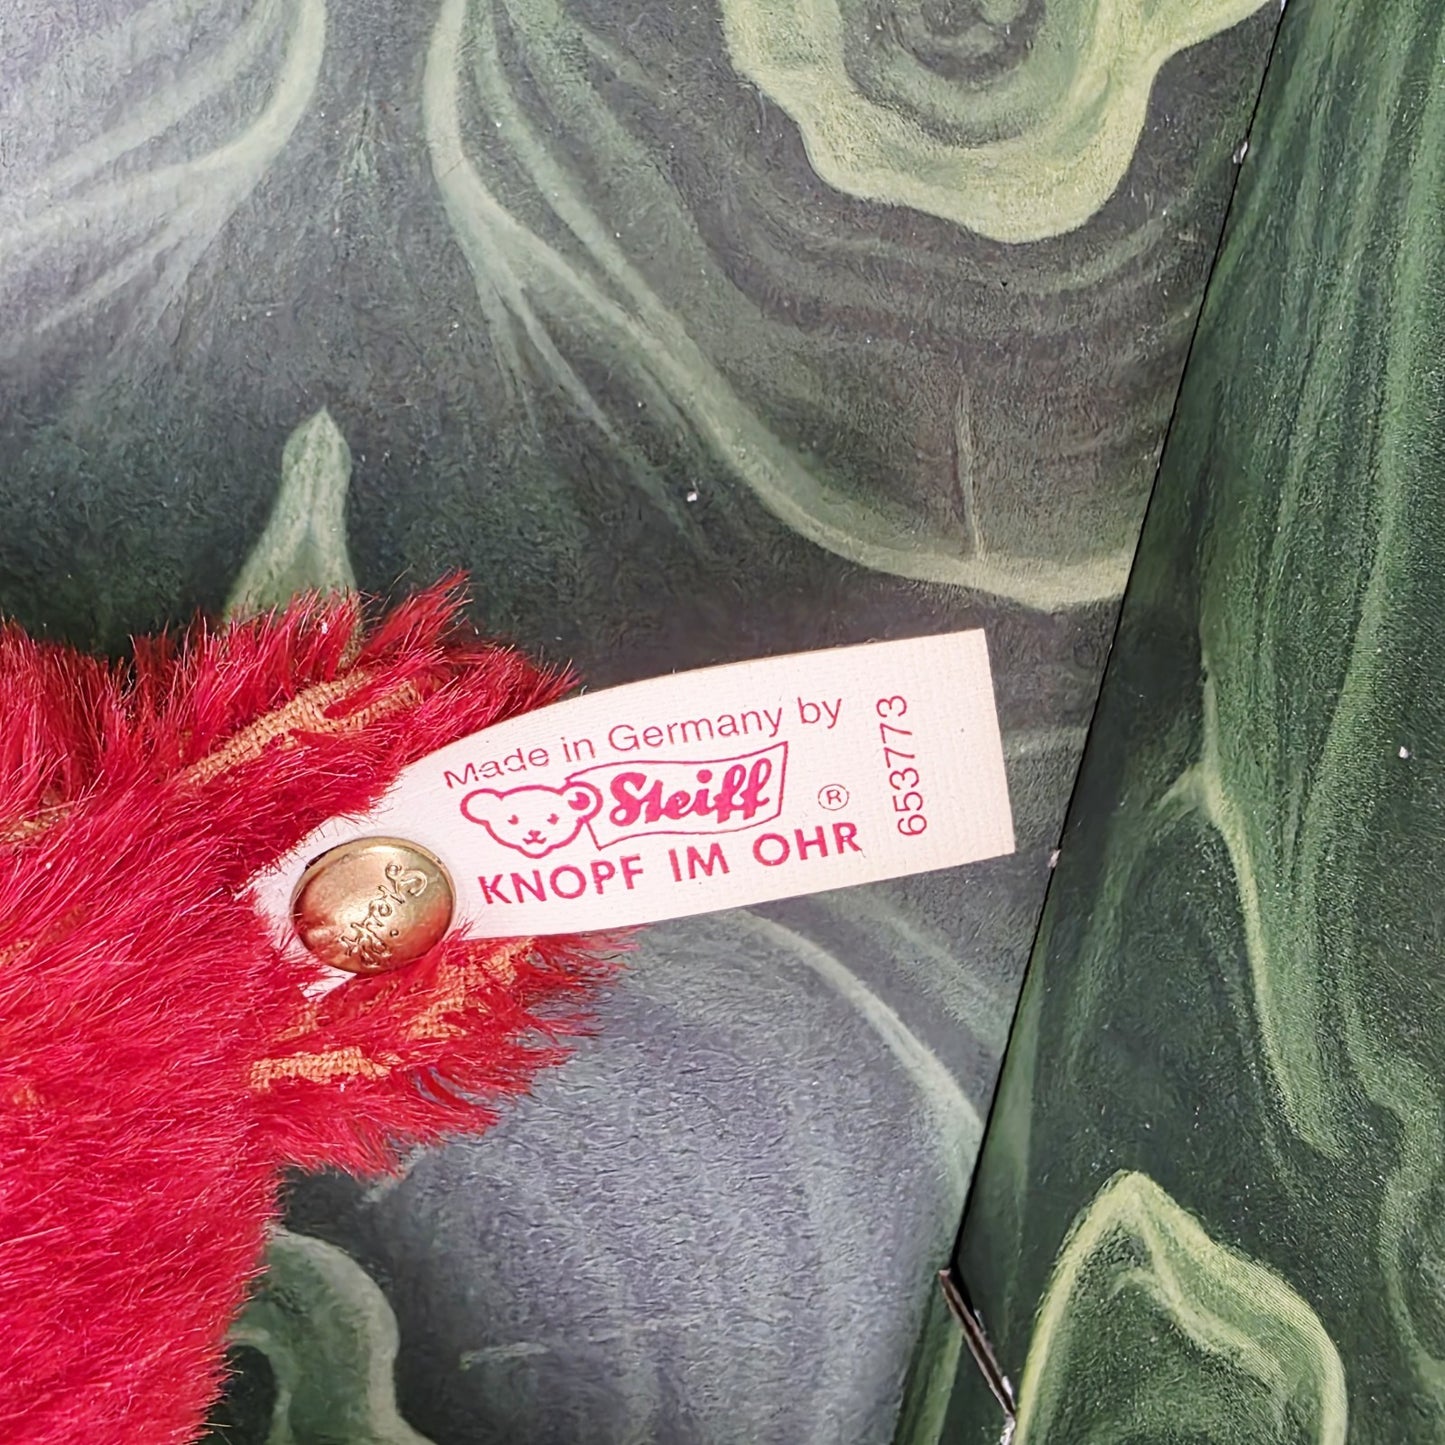 Made in Germany by
Steiff
®
KNOPF IM OHR
653773
Steiff